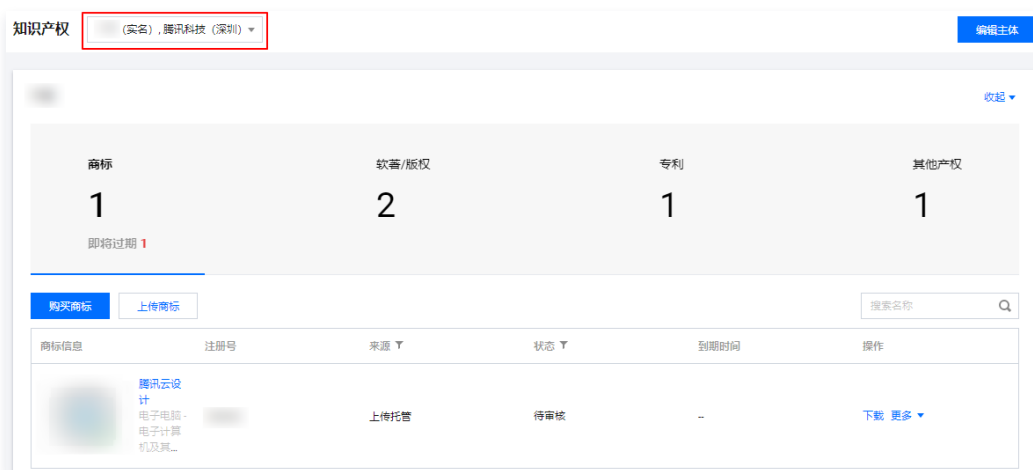 知识产权 (实名) , 腾讯科技 (深圳) 编辑主体
收起
商标 软著/版权 专利 其他产权
1 2 1 1
即将过期 1
购买商标 上传商标 搜索名称
商标信息 注册号 来源 状态 到期时间 操作
腾讯云设
计
电子电脑 -
电子计算 上传托管 待审核 -- 下载 更多
机及其...